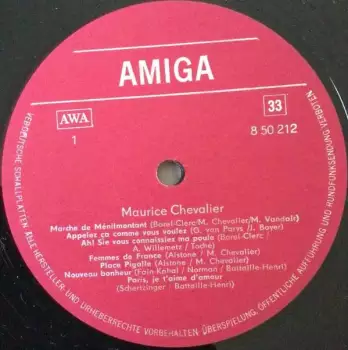 AMIGA
AWA
33
1
8 50 212
Maurice Chevalier
Marche de Ménilmontant (Borel-Clerc/M. Chevalier/M. Vandair)
Appelez ça comme vous voulez (G. van Parys/J. Boyer)
Ah! Si vous connaissiez ma poule (Borel-Clerc /
A. Willemetz / Toché)
Femmes de France (Alstone / M. Chevalier)
Place Pigalle (Alstone / M. Chevalier)
Nouveau bonheur (Fain-Kahal / Norman / Bataille-Henri)
Paris, je t'aime d'amour
(Schertzinger - Bataille-Henri)
VEB DEUTSCHE SCHALLPLATTEN · ALLE HERSTELLER- UND URHEBERRECHTE VORBEHALTEN · ÜBERSPIELUNG, ÖFFENTLICHE AUFFÜHRUNG UND RUNDFUNKSENDUNG VERBOTEN